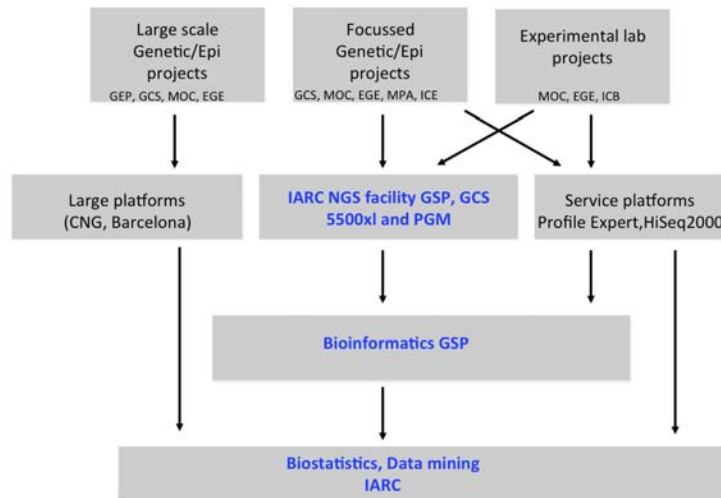 Large scale
Genetic/Epi
projects
GEP, GCS, MOC, EGE
Focussed
Genetic/Epi
projects
GCS, MOC, EGE, MPA, ICE
Experimental lab
projects
MOC, EGE, ICB
Large platforms
(CNG, Barcelona)
IARC NGS facility GSP, GCS
5500xl and PGM
Service platforms
Profile Expert,HiSeq2000
Bioinformatics GSP
Biostatistics, Data mining
IARC